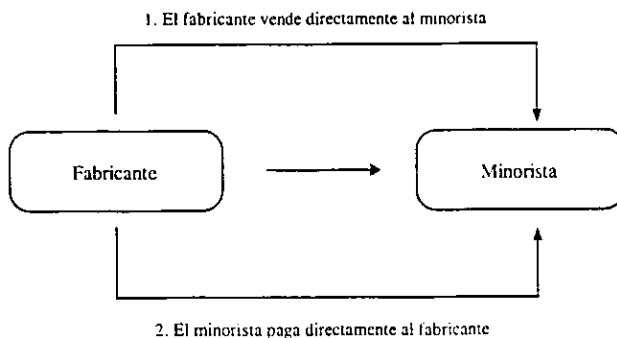 1. El fabricante vende directamente al minorista
Fabricante
Minorista
2. El minorista paga directamente al fabricante